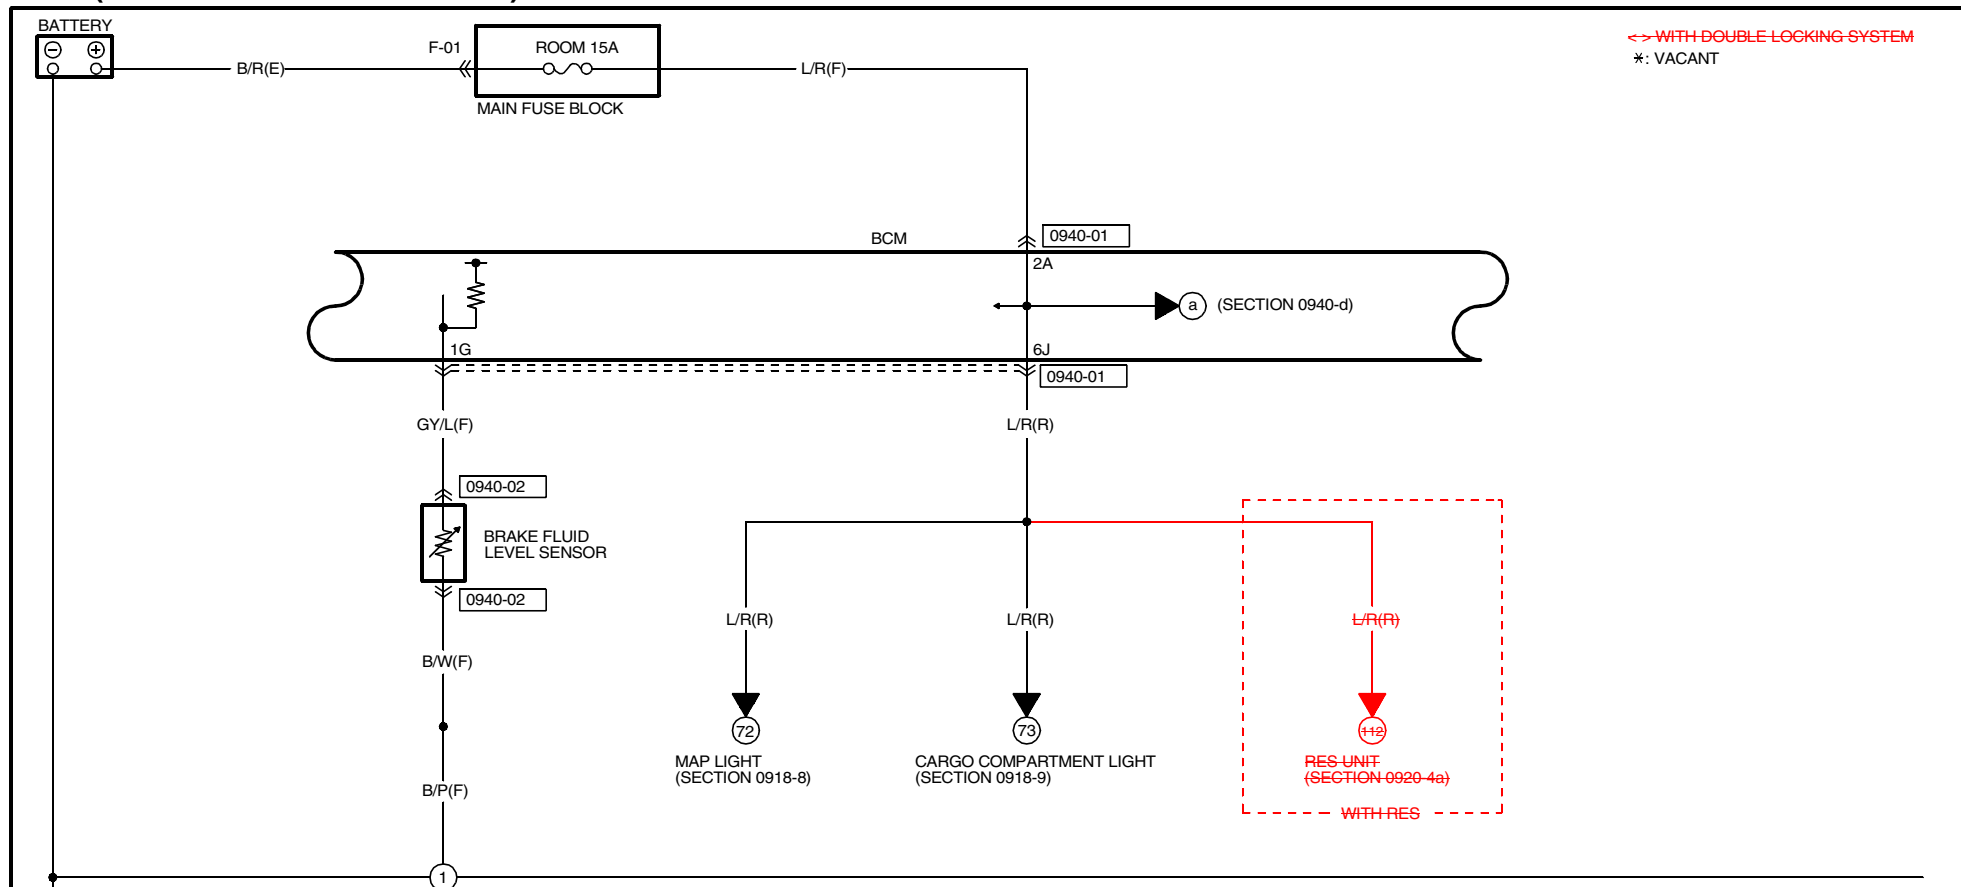 BATTERY
B/R(E)
F-01
ROOM 15A
MAIN FUSE BLOCK
L/R(F)
<> WITH DOUBLE LOCKING SYSTEM
*: VACANT
BCM
0940-01
2A
a (SECTION 0940-d)
1G
6J
0940-01
GY/L(F)
L/R(R)
0940-02
BRAKE FLUID
LEVEL SENSOR
0940-02
L/R(R)
L/R(R)
L/R(R)
B/W(F)
72
73
112
MAP LIGHT
(SECTION 0918-8)
CARGO COMPARTMENT LIGHT
(SECTION 0918-9)
RES UNIT
(SECTION 0920-4a)
B/P(F)
WITH RES
1